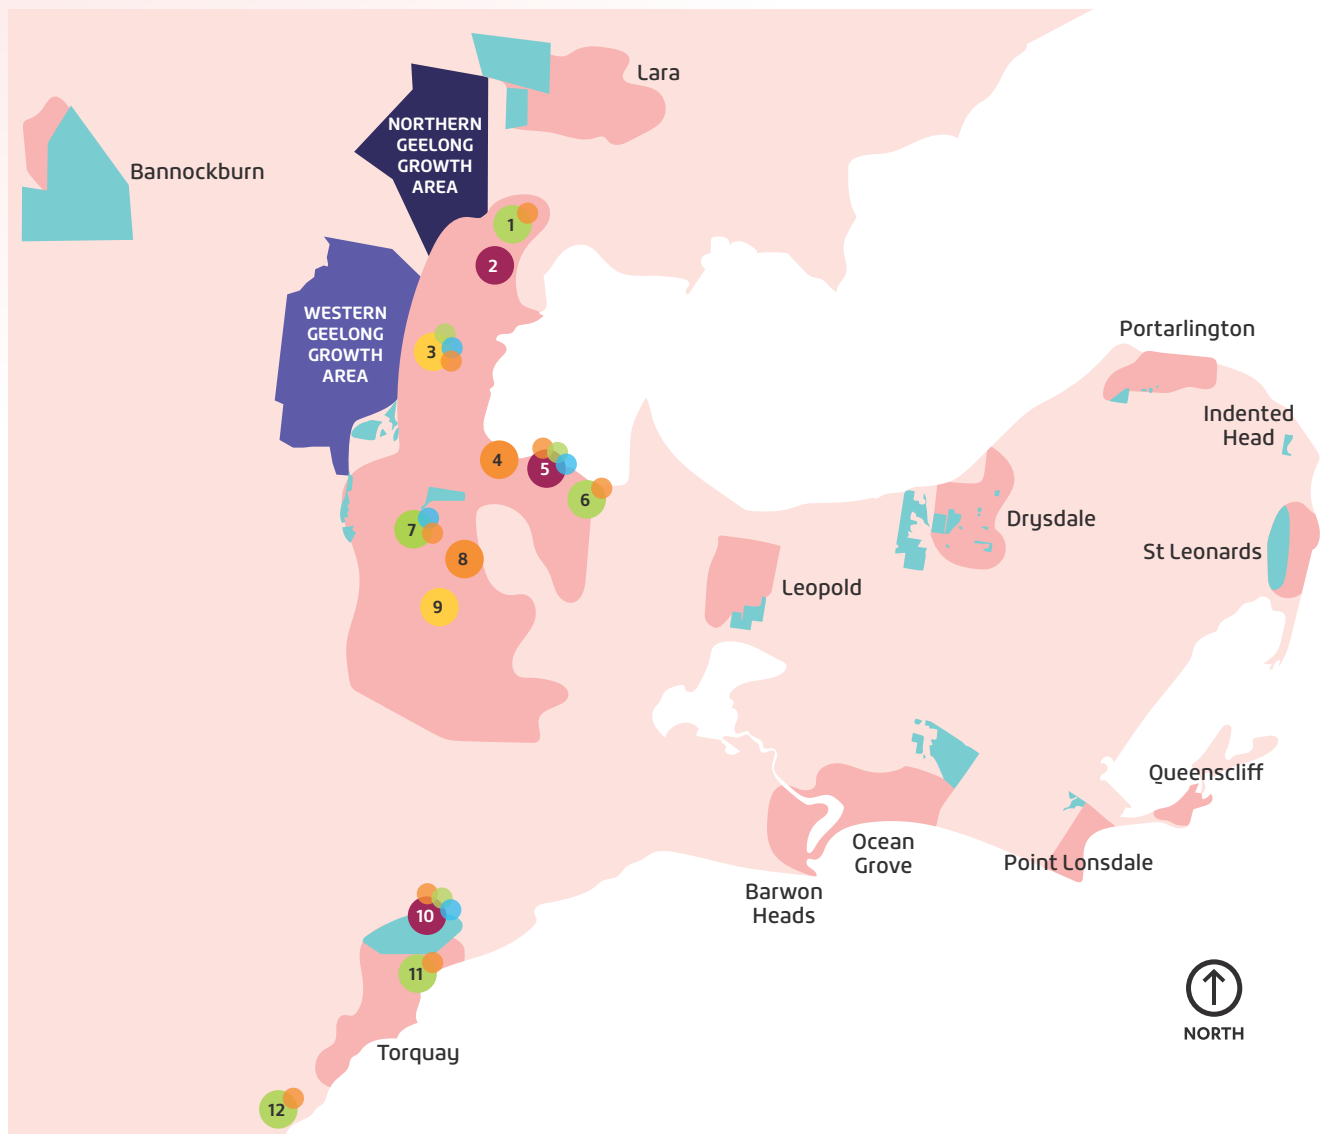 Lara
NORTHERN
GEELONG
GROWTH
AREA
Bannockburn
1
2
WESTERN
GEELONG
GROWTH
AREA
3
Portarlington
Indented
Head
4
5
6
7
8
9
Drysdale
St Leonards
Leopold
Queenscliff
Ocean
Grove
Point Lonsdale
Barwon
Heads
10
11
Torquay
12
NORTH